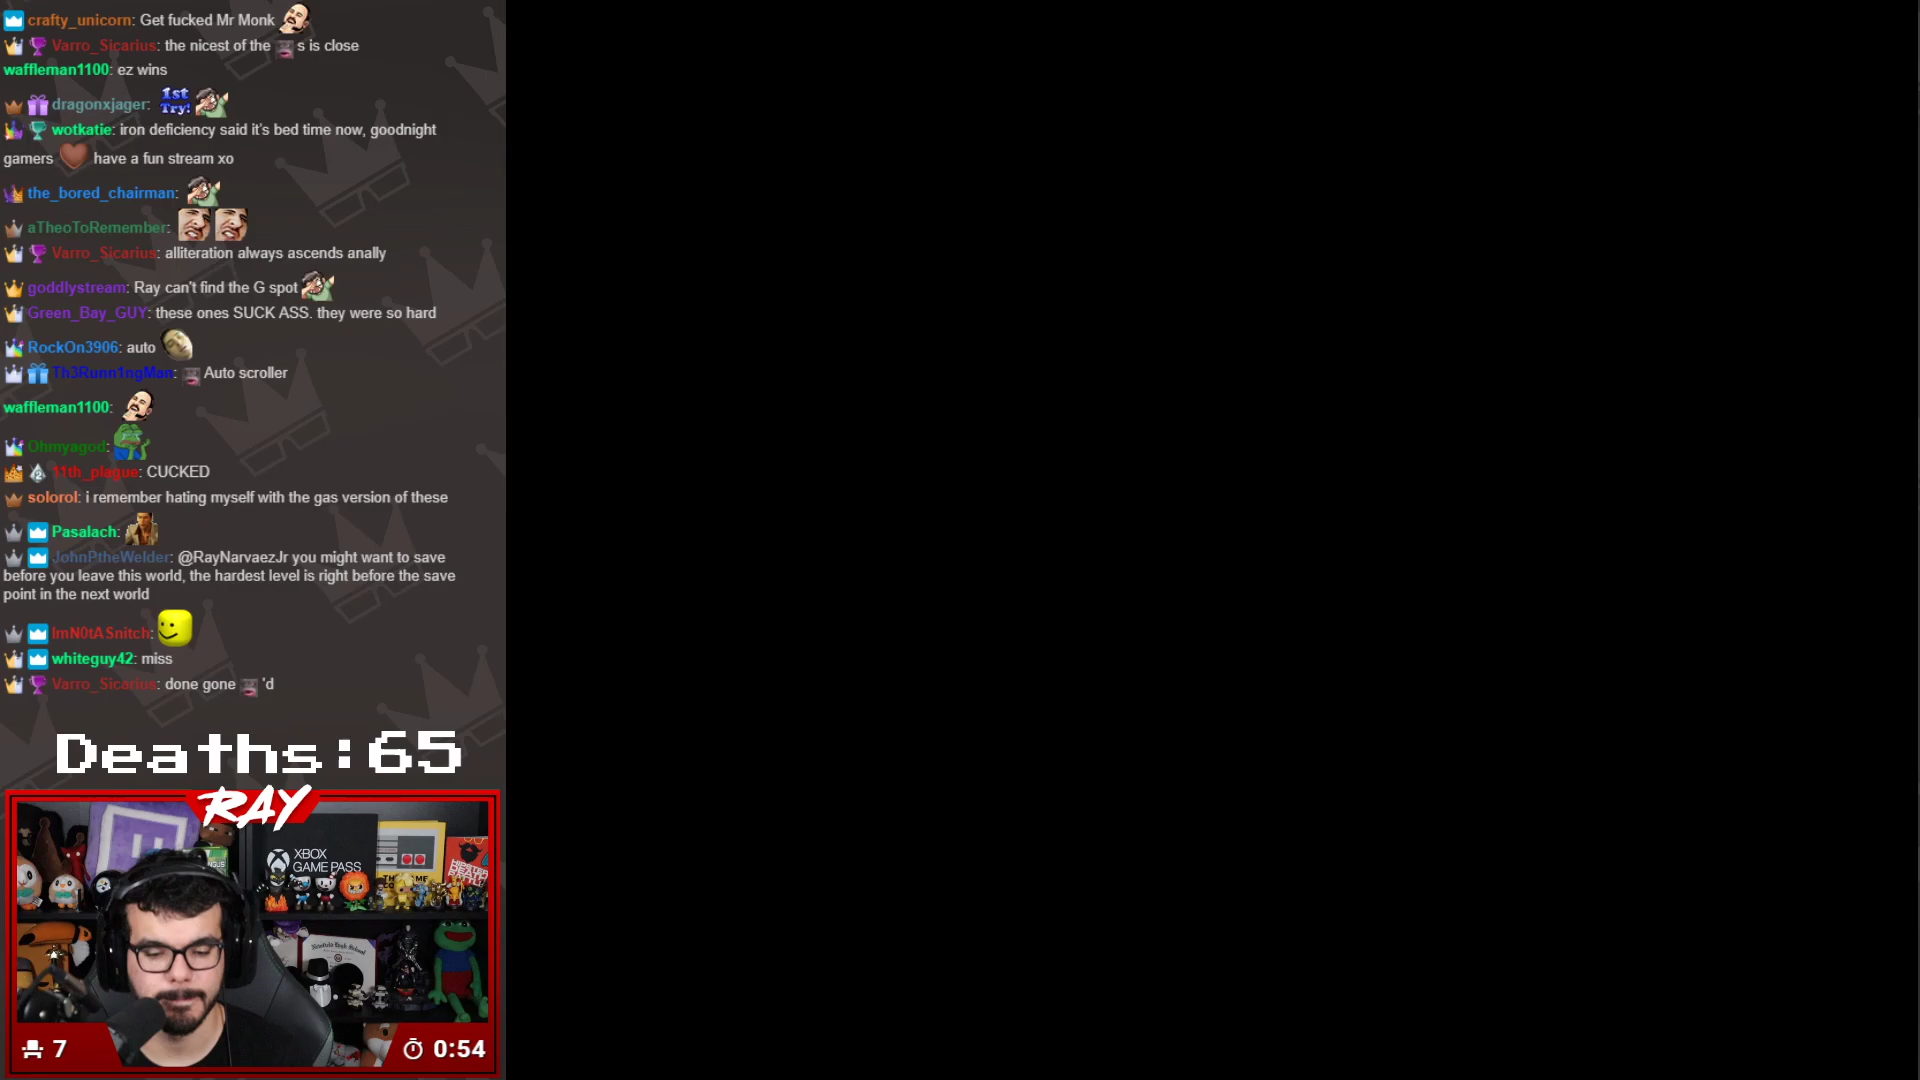 crafty_unicorn: Get fucked Mr Monk
Varro_Sicarius: the nicest of the s is close
waffleman1100: ez wins
dragonxjager: 1st Try!
wotkatie: iron deficiency said it's bed time now, goodnight
gamers have a fun stream xo
the_bored_chairman:
aTheoToRemember:
Varro_Sicarius: alliteration always ascends anally
goddlystream: Ray can't find the G spot
Green_Bay_GUY: these ones SUCK ASS. they were so hard
RockOn3906: auto
Th3Runn1ngMan: Auto scroller
waffleman1100:
Ohmyagod:
11th_plague: CUCKED
solorol: i remember hating myself with the gas version of these
Pasalach:
JohnPtheWelder: @RayNarvaezJr you might want to save
before you leave this world, the hardest level is right before the save
point in the next world
ImN0tASnitch:
whiteguy42: miss
Varro_Sicarius: done gone 'd
Deaths:65
RAY
XBOX
GAME PASS
7
0:54